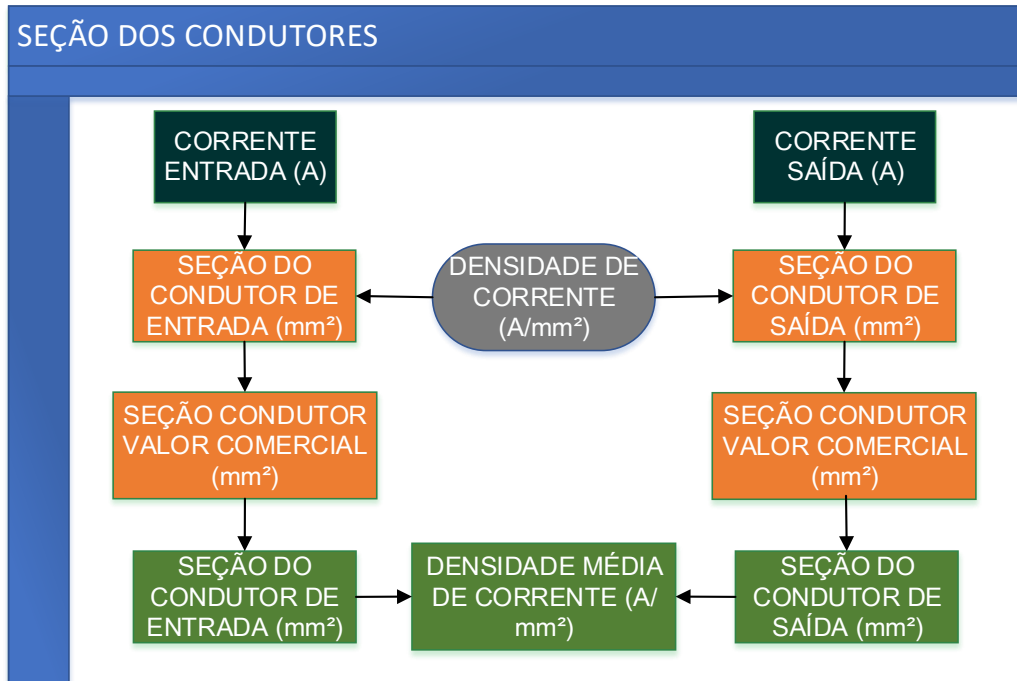 SEÇÃO DOS CONDUTORES
CORRENTE
ENTRADA (A)
CORRENTE
SAÍDA (A)
SEÇÃO DO
CONDUTOR DE
ENTRADA (mm²)
DENSIDADE DE
CORRENTE
(A/mm²)
SEÇÃO DO
CONDUTOR DE
SAÍDA (mm²)
SEÇÃO CONDUTOR
VALOR COMERCIAL
(mm²)
SEÇÃO CONDUTOR
VALOR COMERCIAL
(mm²)
SEÇÃO DO
CONDUTOR DE
ENTRADA (mm²)
DENSIDADE MÉDIA
DE CORRENTE (A/
mm²)
SEÇÃO DO
CONDUTOR DE
SAÍDA (mm²)